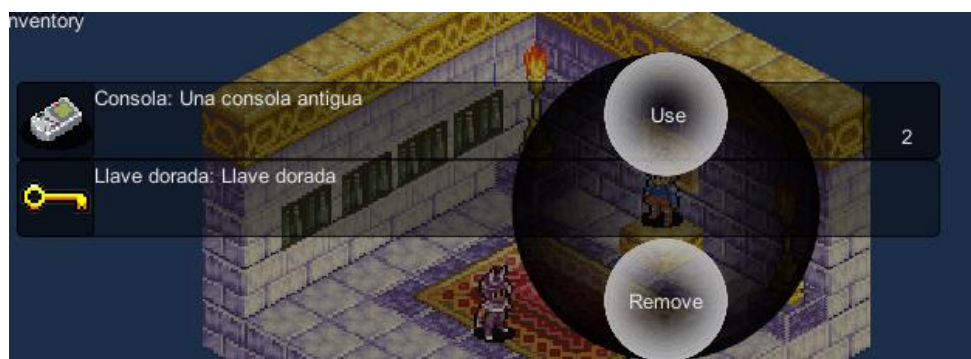 nventory
Consola: Una consola antigua
Use
2
Llave dorada: Llave dorada
Remove